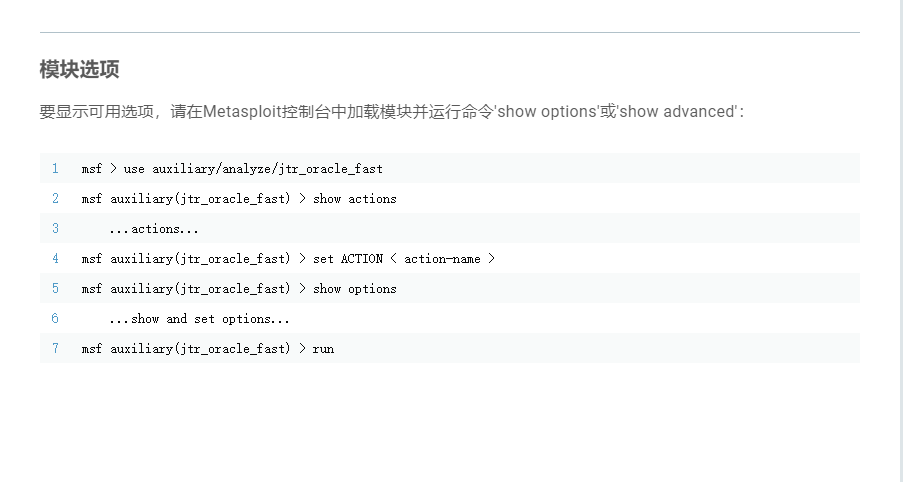 模块选项
要显示可用选项，请在Metasploit控制台中加载模块并运行命令'show options'或'show advanced'：
1 msf > use auxiliary/analyze/jtr_oracle_fast
2 msf auxiliary(jtr_oracle_fast) > show actions
3 ...actions...
4 msf auxiliary(jtr_oracle_fast) > set ACTION < action-name >
5 msf auxiliary(jtr_oracle_fast) > show options
6 ...show and set options...
7 msf auxiliary(jtr_oracle_fast) > run